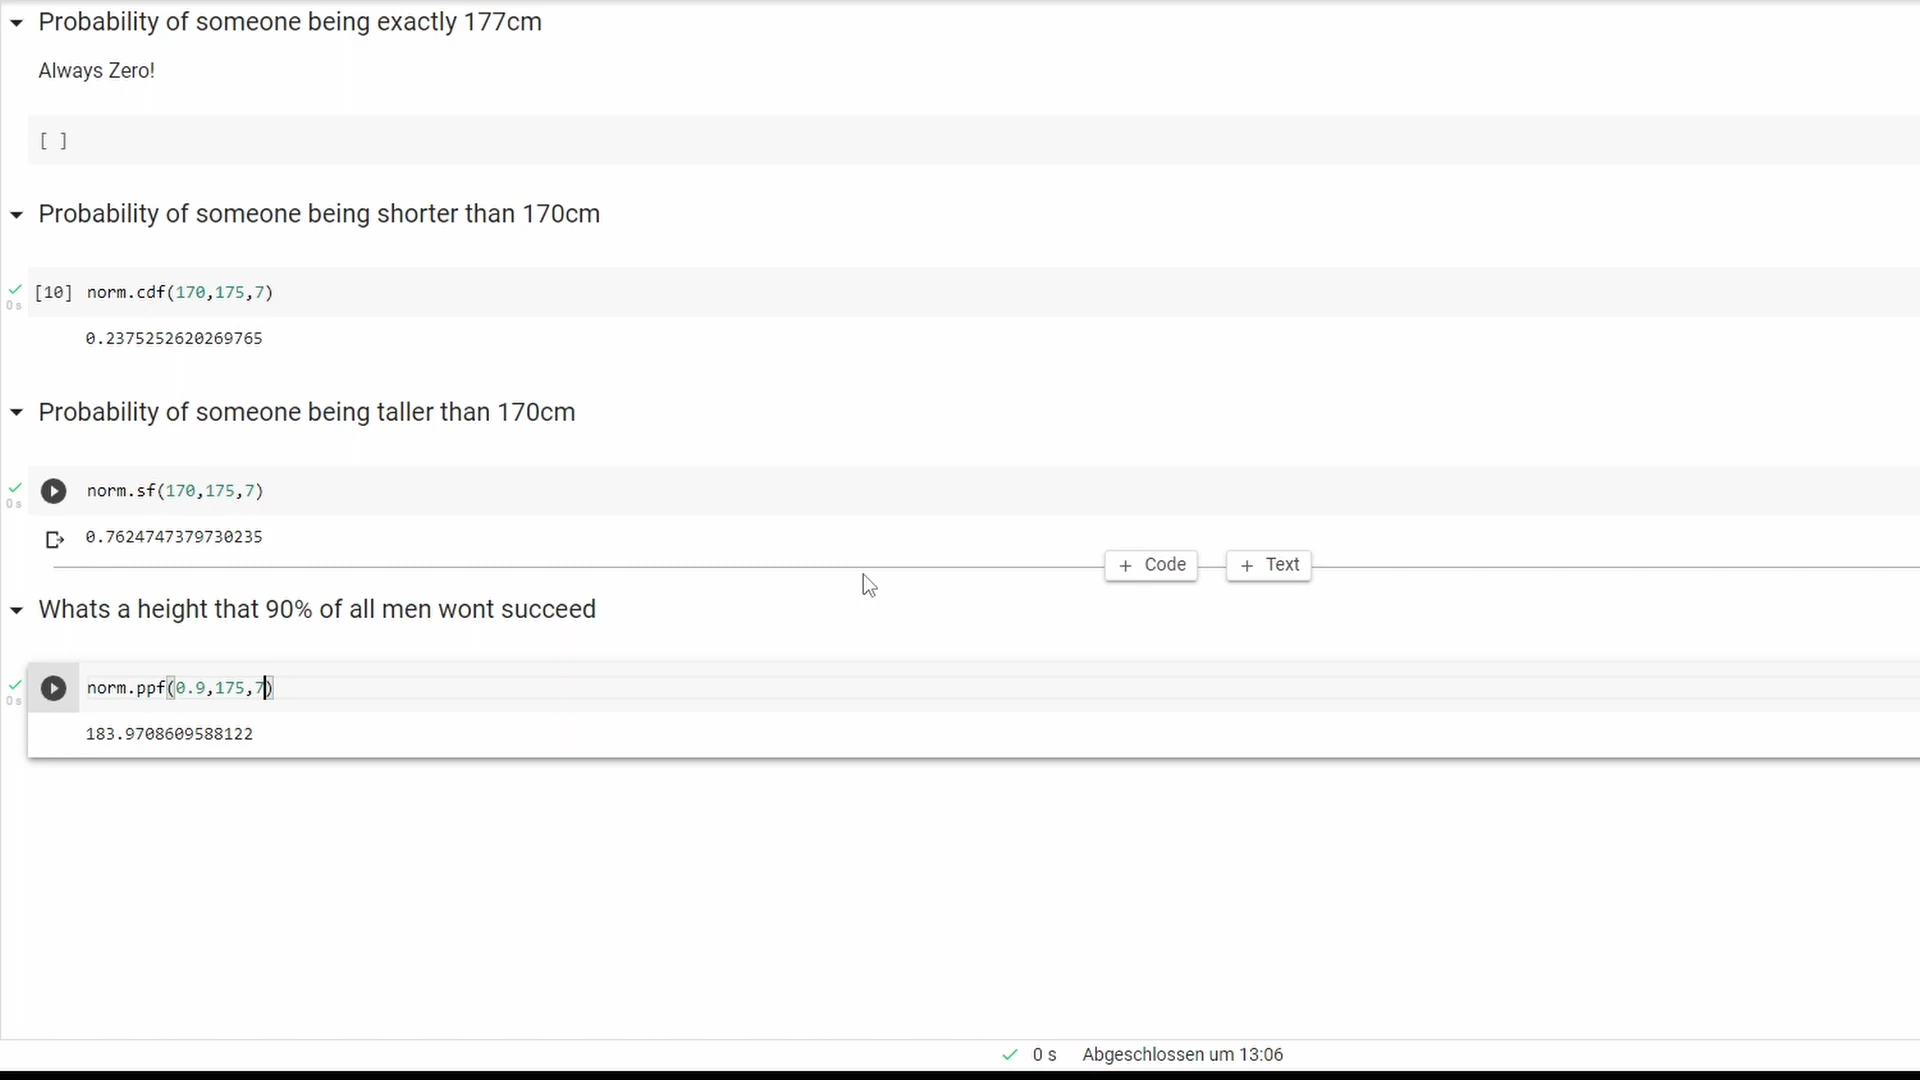 Probability of someone being exactly 177cm
Always Zero!
[ ]
Probability of someone being shorter than 170cm
0 s
[10] norm.cdf(170,175,7)
0.2375252620269765
Probability of someone being taller than 170cm
0 s
norm.sf(170,175,7)
0.7624747379730235
+ Code
+ Text
Whats a height that 90% of all men wont succeed
0 s
norm.ppf(0.9,175,7)
183.9708609588122
0 s Abgeschlossen um 13:06